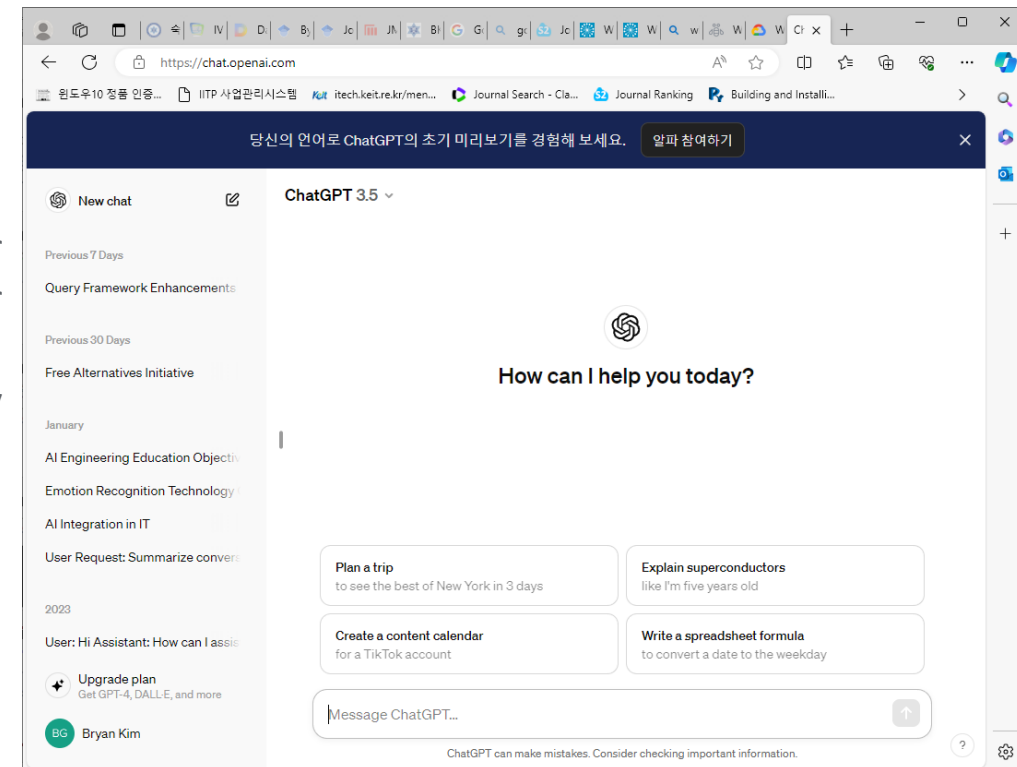 https://chat.openai.com
윈도우10 정품 인증...
IITP 사업관리시스템
itech.keit.re.kr/men...
Journal Search - Cla...
Journal Ranking
Building and Installi...
당신의 언어로 ChatGPT의 초기 미리보기를 경험해 보세요.
알파 참여하기
New chat
ChatGPT 3.5
Previous 7 Days
Query Framework Enhancements
Previous 30 Days
Free Alternatives Initiative
How can I help you today?
January
AI Engineering Education Objectiv
Emotion Recognition Technology
AI Integration in IT
User Request: Summarize convers
2023
User: Hi Assistant: How can I assis
Upgrade plan
Get GPT-4, DALL·E, and more
BG
Bryan Kim
Plan a trip
to see the best of New York in 3 days
Explain superconductors
like I'm five years old
Create a content calendar
for a TikTok account
Write a spreadsheet formula
to convert a date to the weekday
Message ChatGPT...
ChatGPT can make mistakes. Consider checking important information.
?